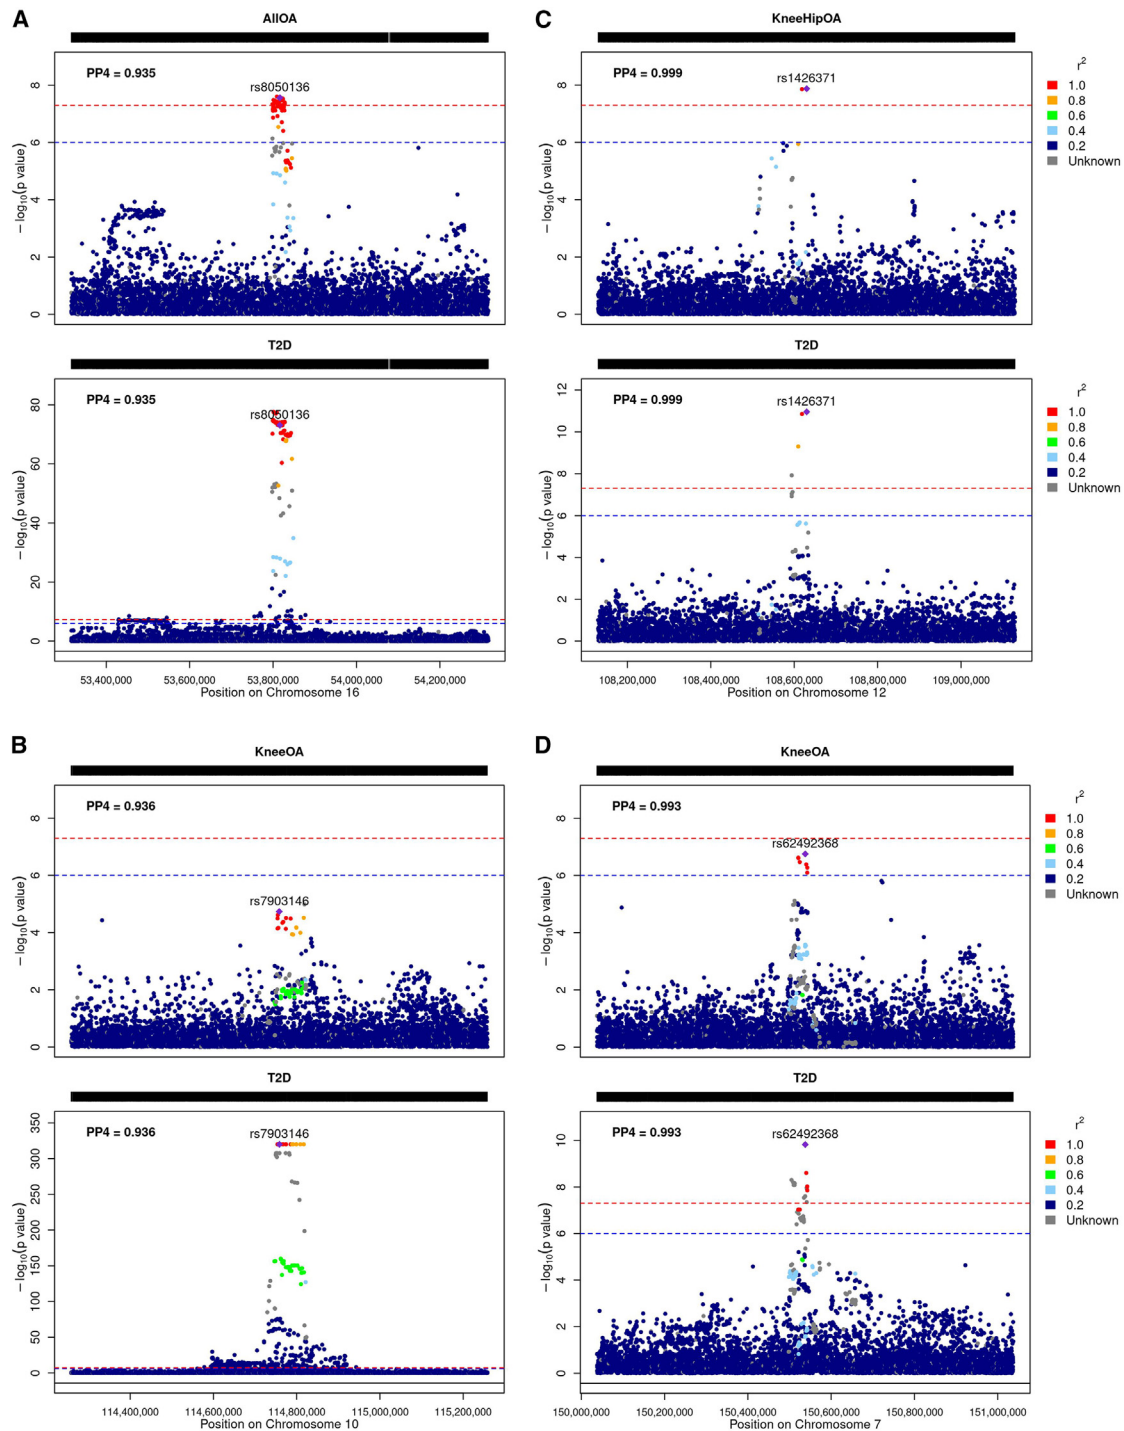 A
AllOA
PP4 = 0.935
rs8050136
8
6
4
2
0
− log10(p value)
T2D
PP4 = 0.935
rs8050136
80
60
40
20
0
− log10(p value)
53,400,000 53,600,000 53,800,000 54,000,000 54,200,000
Position on Chromosome 16
C
KneeHipOA
PP4 = 0.999
rs1426371
8
6
4
2
0
− log10(p value)
r2
1.0
0.8
0.6
0.4
0.2
Unknown
T2D
PP4 = 0.999
rs1426371
12
10
8
6
4
2
0
− log10(p value)
r2
1.0
0.8
0.6
0.4
0.2
Unknown
108,200,000 108,400,000 108,600,000 108,800,000 109,000,000
Position on Chromosome 12
B
KneeOA
PP4 = 0.936
rs7903146
8
6
4
2
0
− log10(p value)
T2D
PP4 = 0.936
rs7903146
350
300
250
200
150
100
50
0
− log10(p value)
114,400,000 114,600,000 114,800,000 115,000,000 115,200,000
Position on Chromosome 10
D
KneeOA
PP4 = 0.993
rs62492368
8
6
4
2
0
− log10(p value)
r2
1.0
0.8
0.6
0.4
0.2
Unknown
T2D
PP4 = 0.993
rs62492368
10
8
6
4
2
0
− log10(p value)
r2
1.0
0.8
0.6
0.4
0.2
Unknown
150,000,000 150,200,000 150,400,000 150,600,000 150,800,000 151,000,000
Position on Chromosome 7